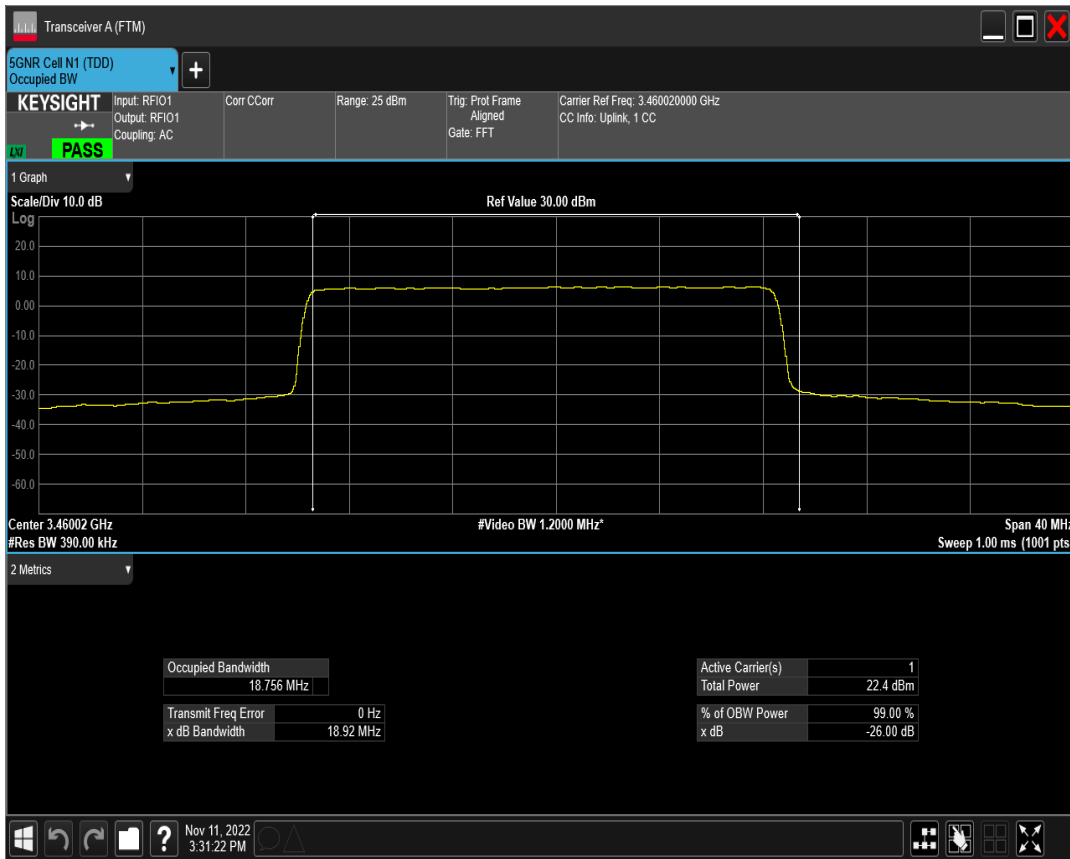 Transceiver A (FTM)
5GNR Cell N1 (TDD)
Occupied BW
+
KEYSIGHT
LXI
PASS
Input: RFIO1
Output: RFIO1
Coupling: AC
Corr CCorr
Range: 25 dBm
Trig: Prot Frame
Aligned
Gate: FFT
Carrier Ref Freq: 3.460020000 GHz
CC Info: Uplink, 1 CC
1 Graph
Scale/Div 10.0 dB
Ref Value 30.00 dBm
Log
20.0
10.0
0.00
-10.0
-20.0
-30.0
-40.0
-50.0
-60.0
Center 3.46002 GHz
#Video BW 1.2000 MHz*
Span 40 MHz
#Res BW 390.00 kHz
Sweep 1.00 ms (1001 pts
2 Metrics
Occupied Bandwidth
18.756 MHz
Transmit Freq Error 0 Hz
x dB Bandwidth 18.92 MHz
Active Carrier(s) 1
Total Power 22.4 dBm
% of OBW Power 99.00 %
x dB -26.00 dB
?
Nov 11, 2022
3:31:22 PM